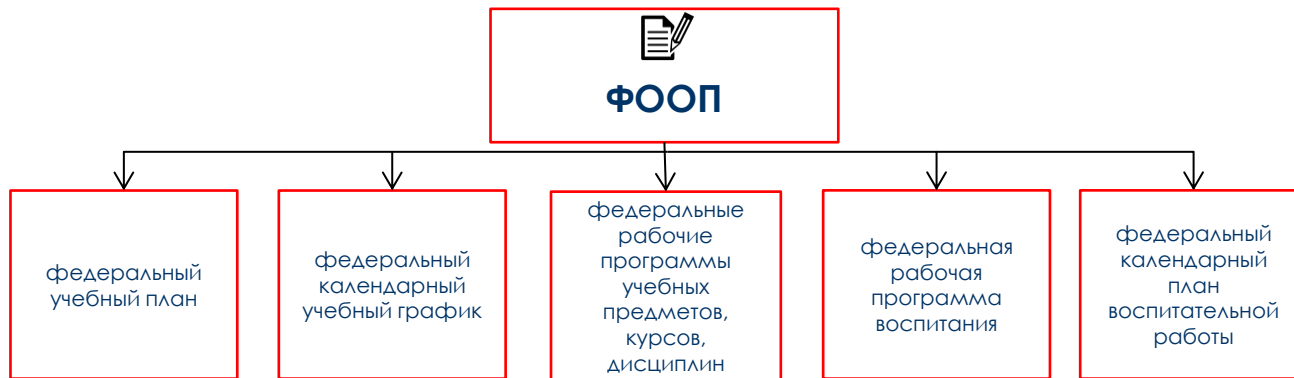 ФООП
федеральный
учебный план
федеральный
календарный
учебный график
федеральные
рабочие
программы
учебных
предметов,
курсов,
дисциплин
федеральная
рабочая
программа
воспитания
федеральный
календарный
план
воспитательной
работы